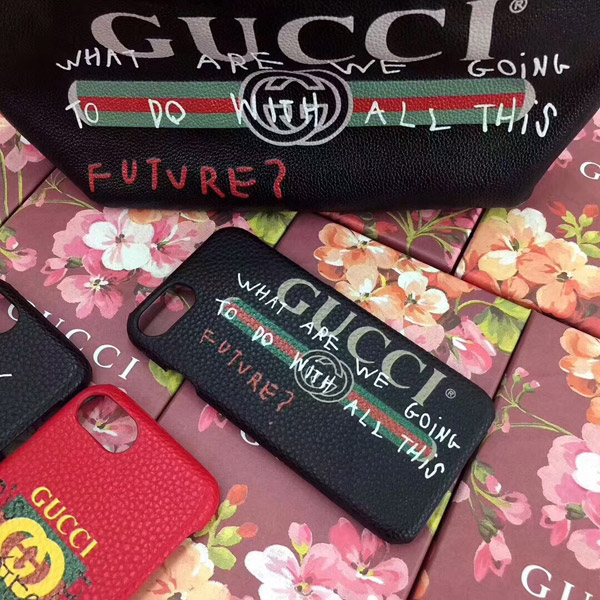 GUCCI®
WHAT ARE WE GOiNG
TO DO WITH ALL THiS
FUTURE?
GUCCI®
WHAT ARE WE GOiNG
TO DO WITH ALL THiS
FUTURE?
GUCCI
GUCCI
GUCCI
GU